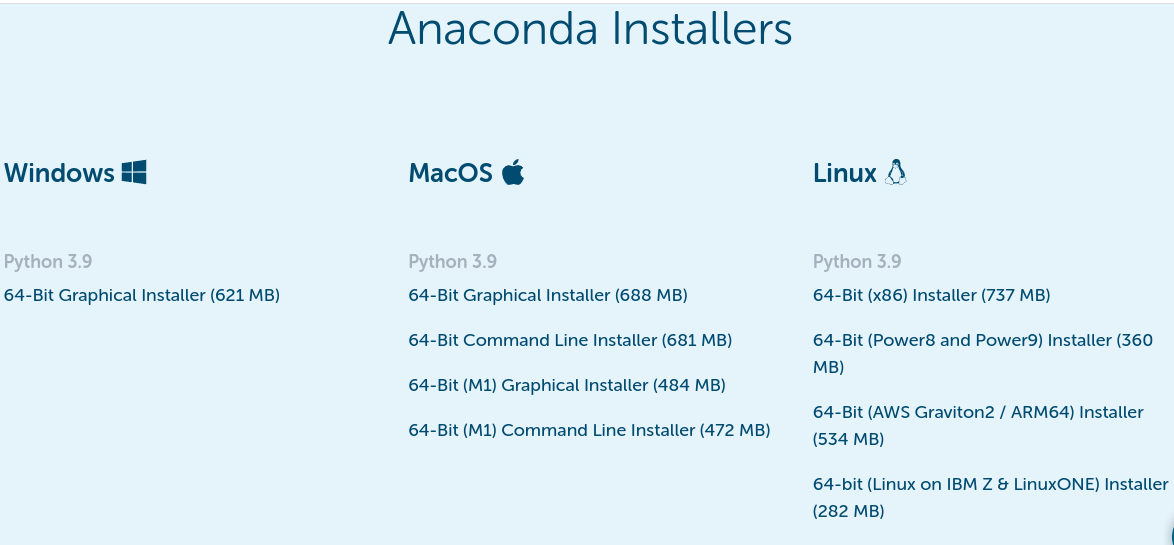 Anaconda Installers
Windows
Python 3.9
64-Bit Graphical Installer (621 MB)
MacOS
Python 3.9
64-Bit Graphical Installer (688 MB)
64-Bit Command Line Installer (681 MB)
64-Bit (M1) Graphical Installer (484 MB)
64-Bit (M1) Command Line Installer (472 MB)
Linux
Python 3.9
64-Bit (x86) Installer (737 MB)
64-Bit (Power8 and Power9) Installer (360
MB)
64-Bit (AWS Graviton2 / ARM64) Installer
(534 MB)
64-bit (Linux on IBM Z & LinuxONE) Installer
(282 MB)